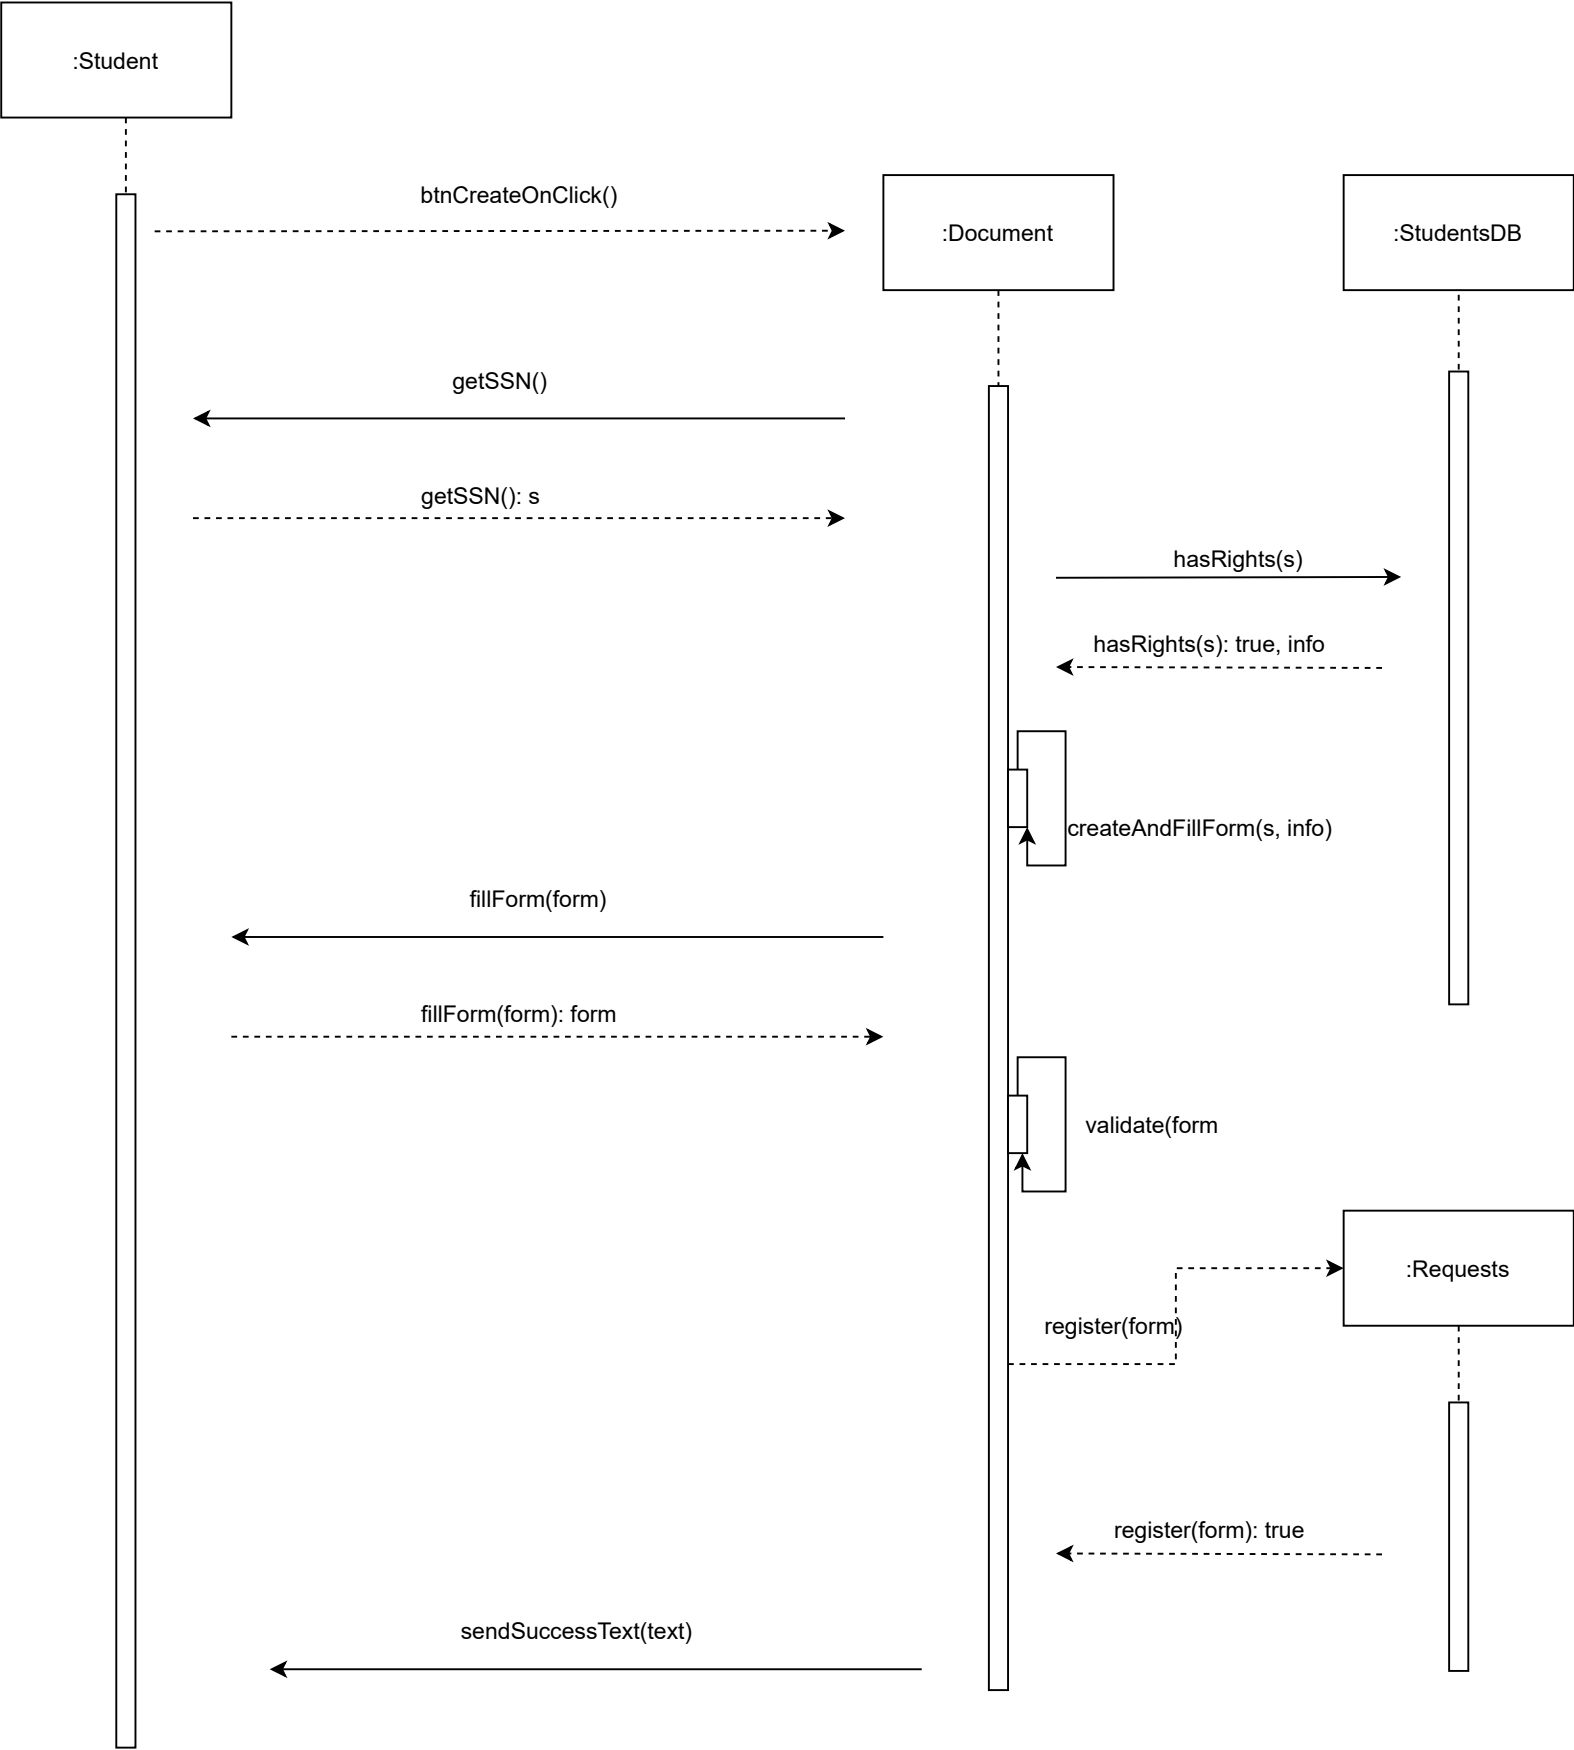 :Student
btnCreateOnClick()
:Document
:StudentsDB
getSSN()
getSSN(): s
hasRights(s)
hasRights(s): true, info
createAndFillForm(s, info)
fillForm(form)
fillForm(form): form
validate(form
:Requests
register(form)
register(form): true
sendSuccessText(text)